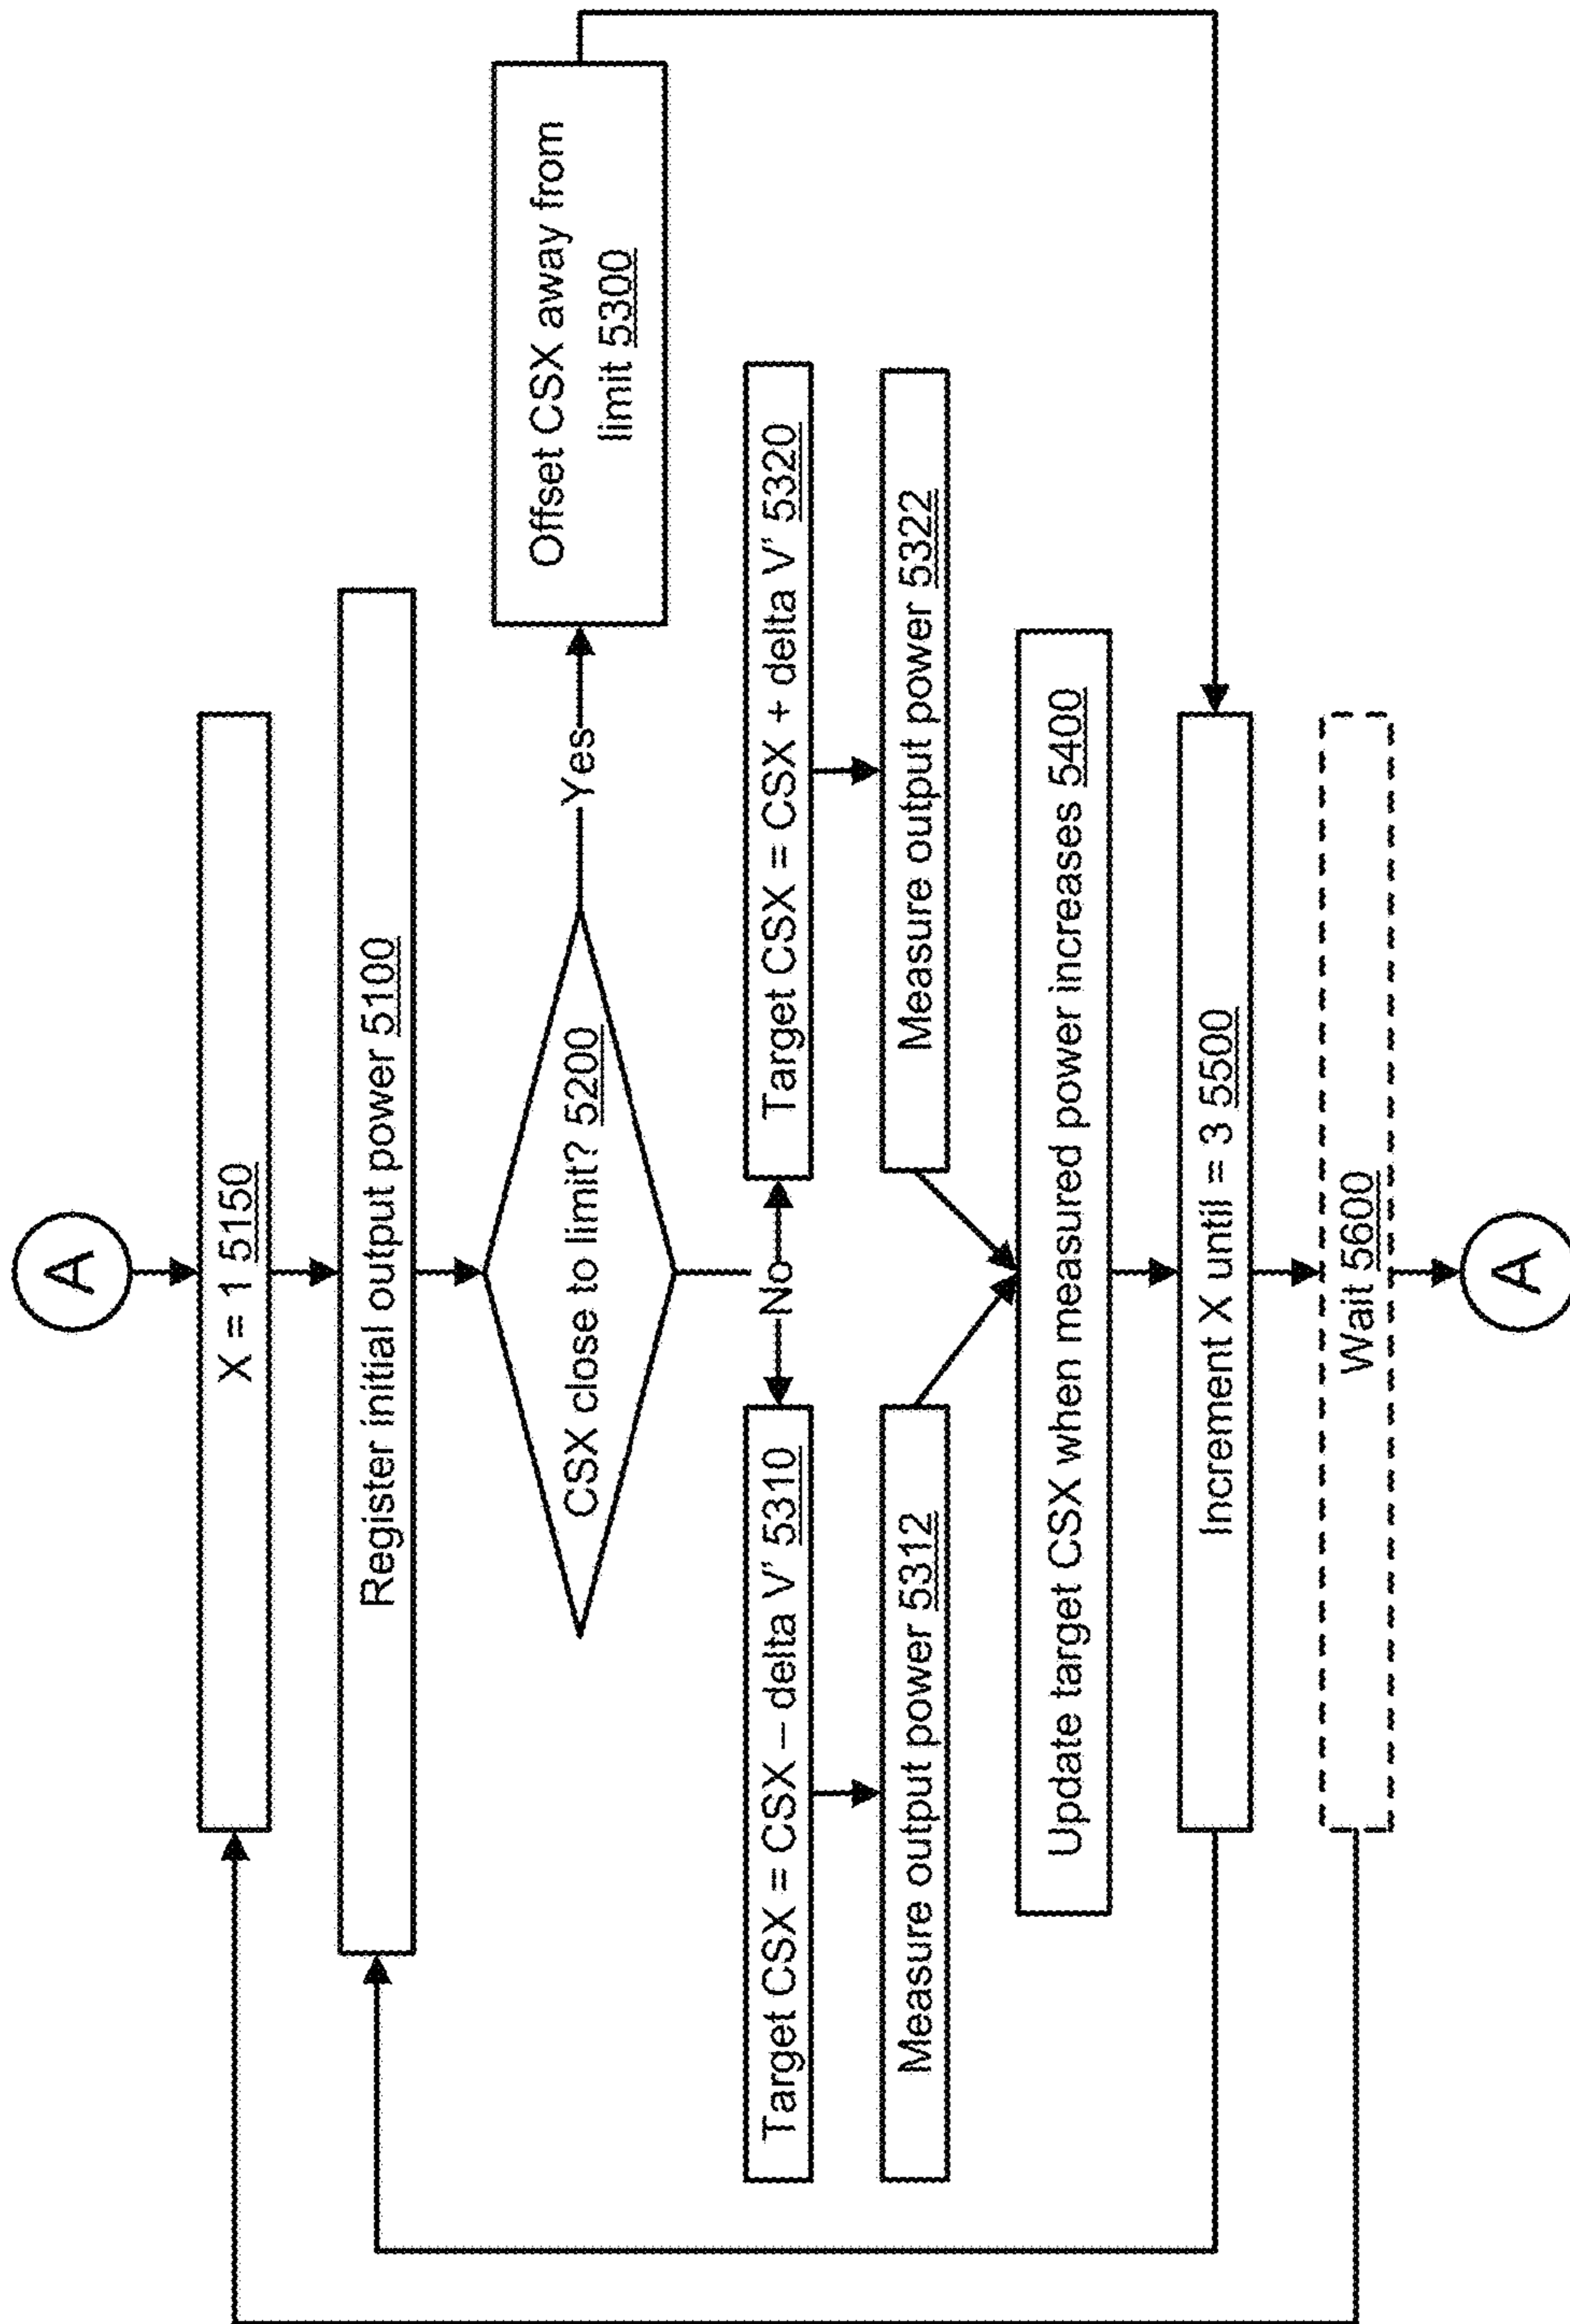 A
X = 1 5150
Register initial output power 5100
CSX close to limit? 5200
Yes
Offset CSX away from
limit 5300
No
Target CSX = CSX – delta V' 5310
Target CSX = CSX + delta V' 5320
Measure output power 5312
Measure output power 5322
Update target CSX when measured power increases 5400
Increment X until = 3 5500
Wait 5600
A